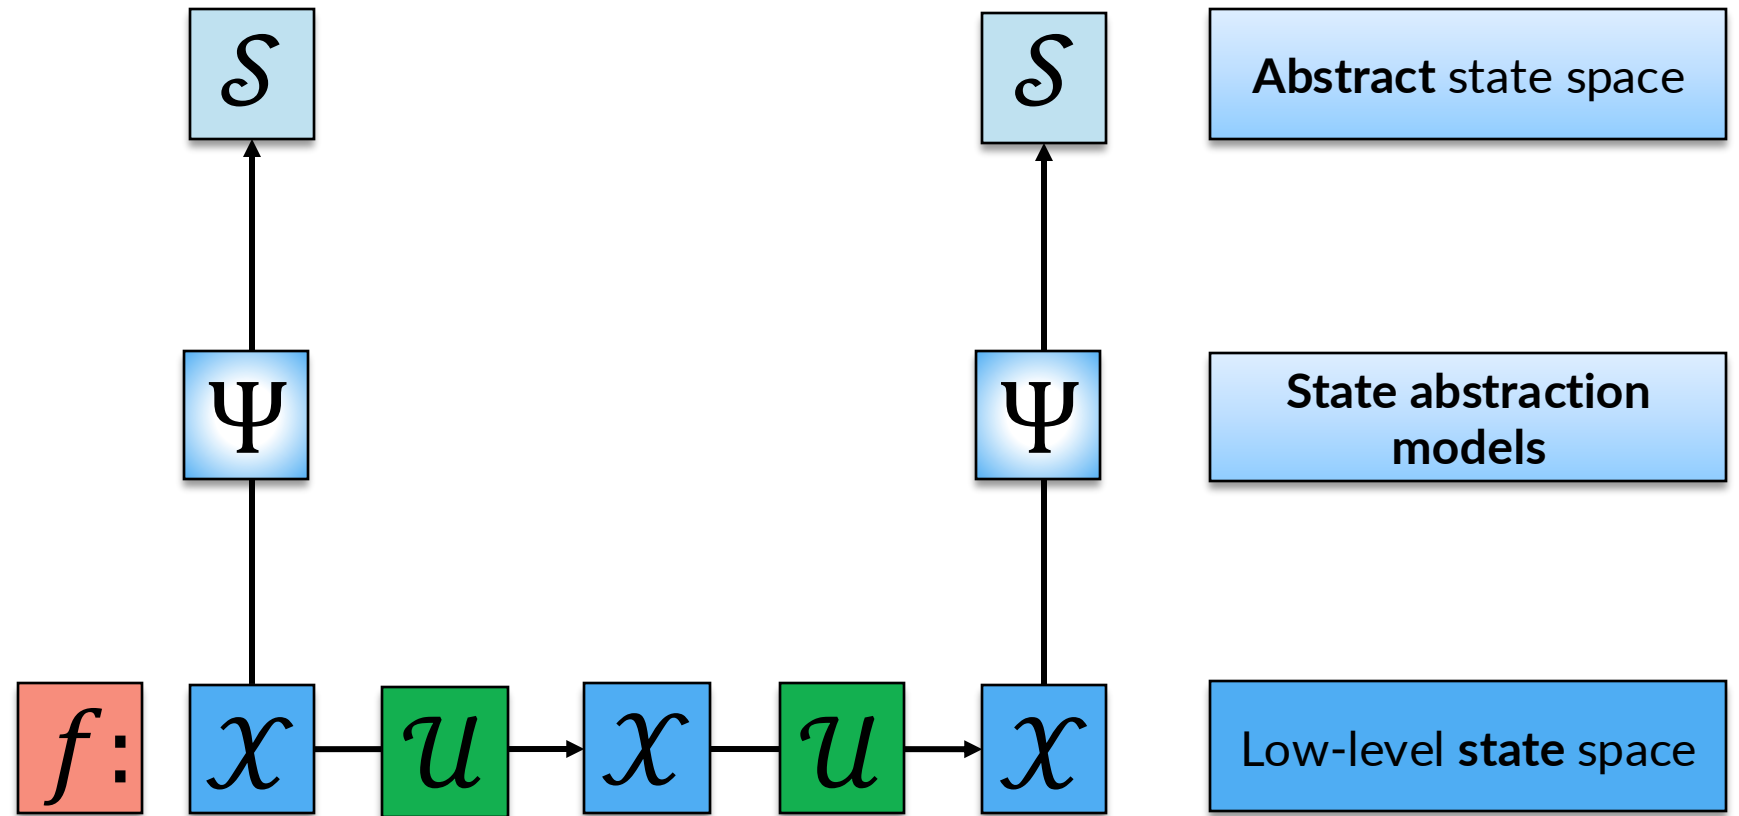 𝒮 𝒮 Abstract state space
Ψ Ψ State abstraction
models
f: 𝒳 𝒰 𝒳 𝒰 𝒳 Low-level state space